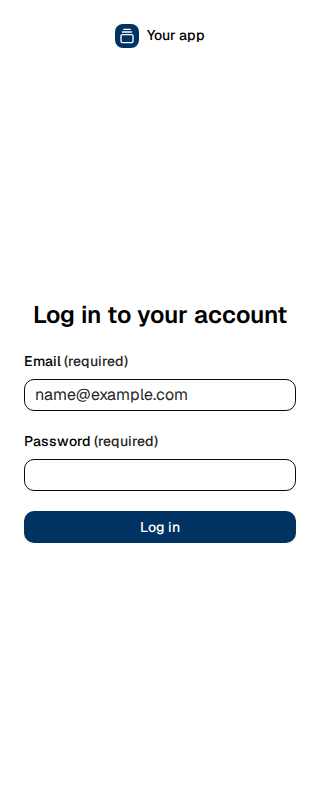 Your app
Log in to your account
Email (required)
name@example.com
Password (required)
Log in